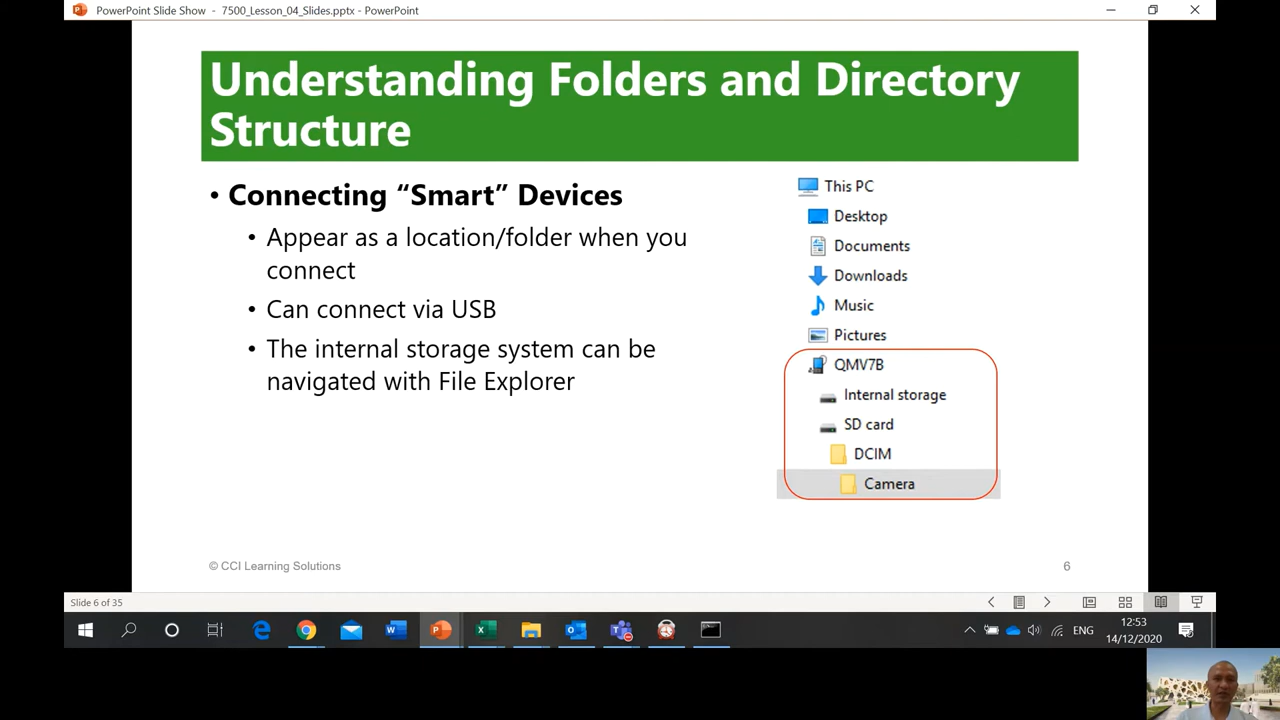 PowerPoint Slide Show - 7500_Lesson_04_Slides.pptx - PowerPoint
Understanding Folders and Directory
Structure
• Connecting “Smart” Devices
• Appear as a location/folder when you
connect
• Can connect via USB
• The internal storage system can be
navigated with File Explorer
This PC
Desktop
Documents
Downloads
Music
Pictures
QMV7B
Internal storage
SD card
DCIM
Camera
© CCI Learning Solutions
6
Slide 6 of 35
ENG
12:53
14/12/2020